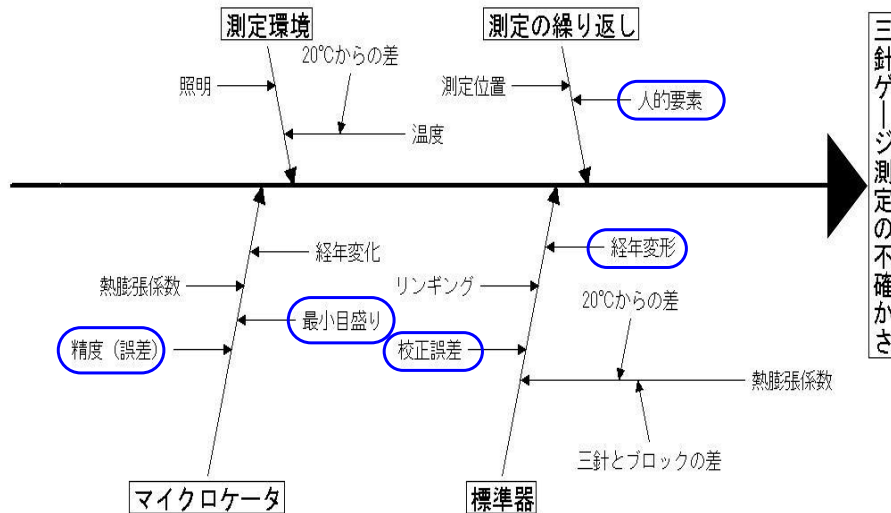 測定環境
測定の繰り返し
20℃からの差
照明
温度
測定位置
人的要素
三針ゲージ測定の不確かさ
経年変化
熱膨張係数
最小目盛り
精度（誤差）
経年変形
リンギング
20℃からの差
校正誤差
熱膨張係数
三針とブロックの差
マイクロケータ
標準器